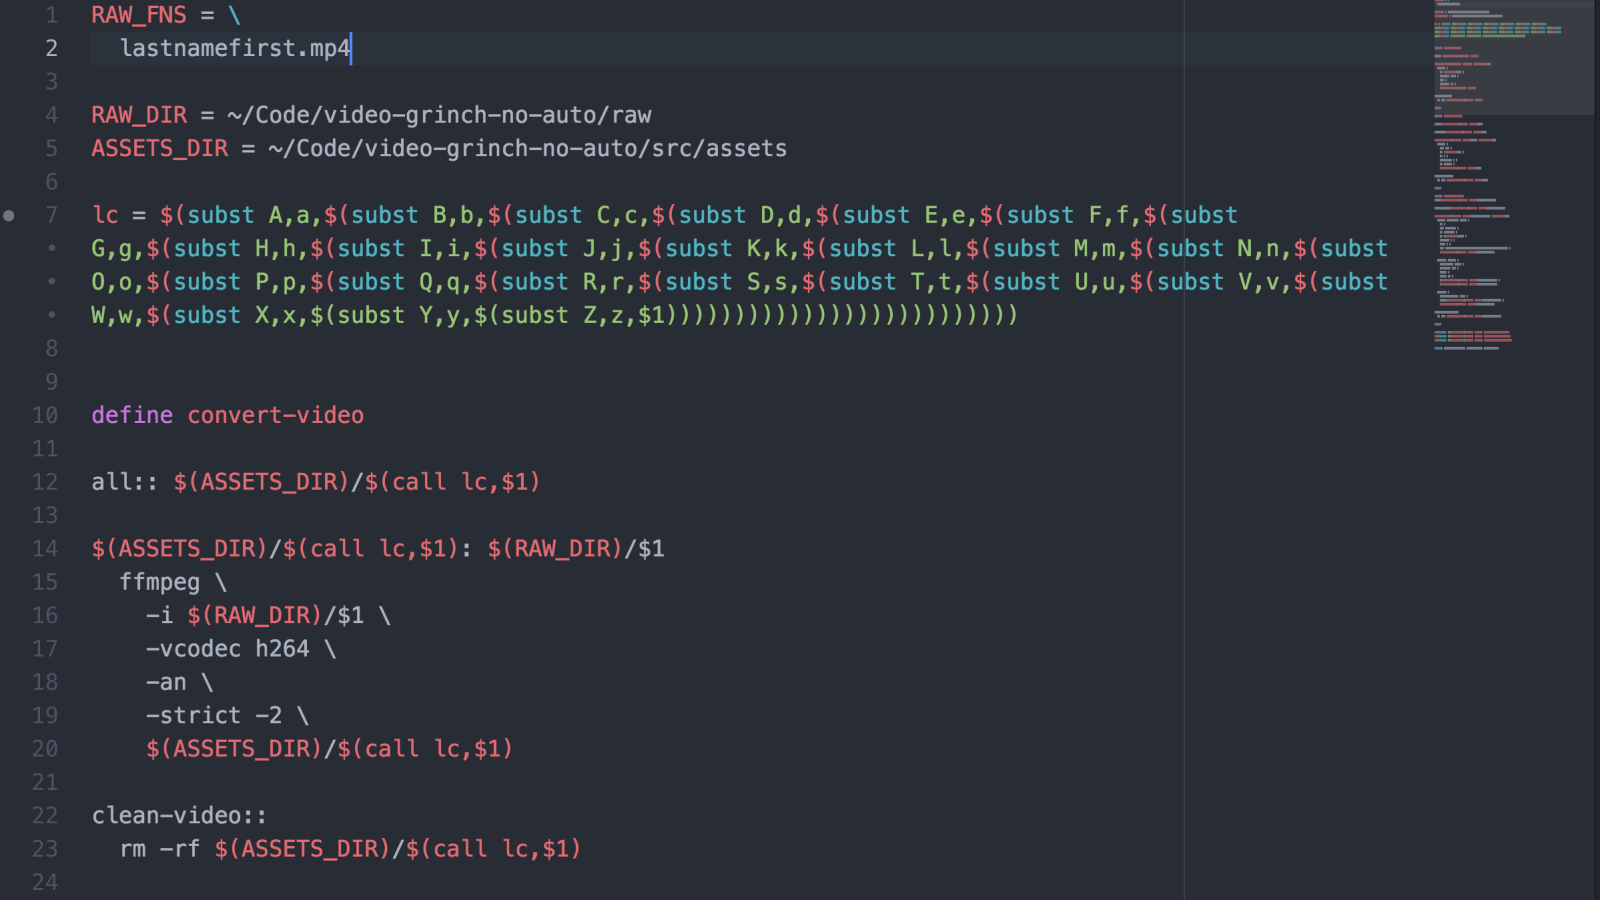 1 RAW_FNS = \
2 lastnamefirst.mp4
3
4 RAW_DIR = ~/Code/video-grinch-no-auto/raw
5 ASSETS_DIR = ~/Code/video-grinch-no-auto/src/assets
6
7 lc = $(subst A,a,$(subst B,b,$(subst C,c,$(subst D,d,$(subst E,e,$(subst F,f,$(subst
G,g,$(subst H,h,$(subst I,i,$(subst J,j,$(subst K,k,$(subst L,l,$(subst M,m,$(subst N,n,$(subst
O,o,$(subst P,p,$(subst Q,q,$(subst R,r,$(subst S,s,$(subst T,t,$(subst U,u,$(subst V,v,$(subst
W,w,$(subst X,x,$(subst Y,y,$(subst Z,z,$1))))))))))))))))))))))))))
8
9
10 define convert-video
11
12 all:: $(ASSETS_DIR)/$(call lc,$1)
13
14 $(ASSETS_DIR)/$(call lc,$1): $(RAW_DIR)/$1
15 ffmpeg \
16 -i $(RAW_DIR)/$1 \
17 -vcodec h264 \
18 -an \
19 -strict -2 \
20 $(ASSETS_DIR)/$(call lc,$1)
21
22 clean-video::
23 rm -rf $(ASSETS_DIR)/$(call lc,$1)
24